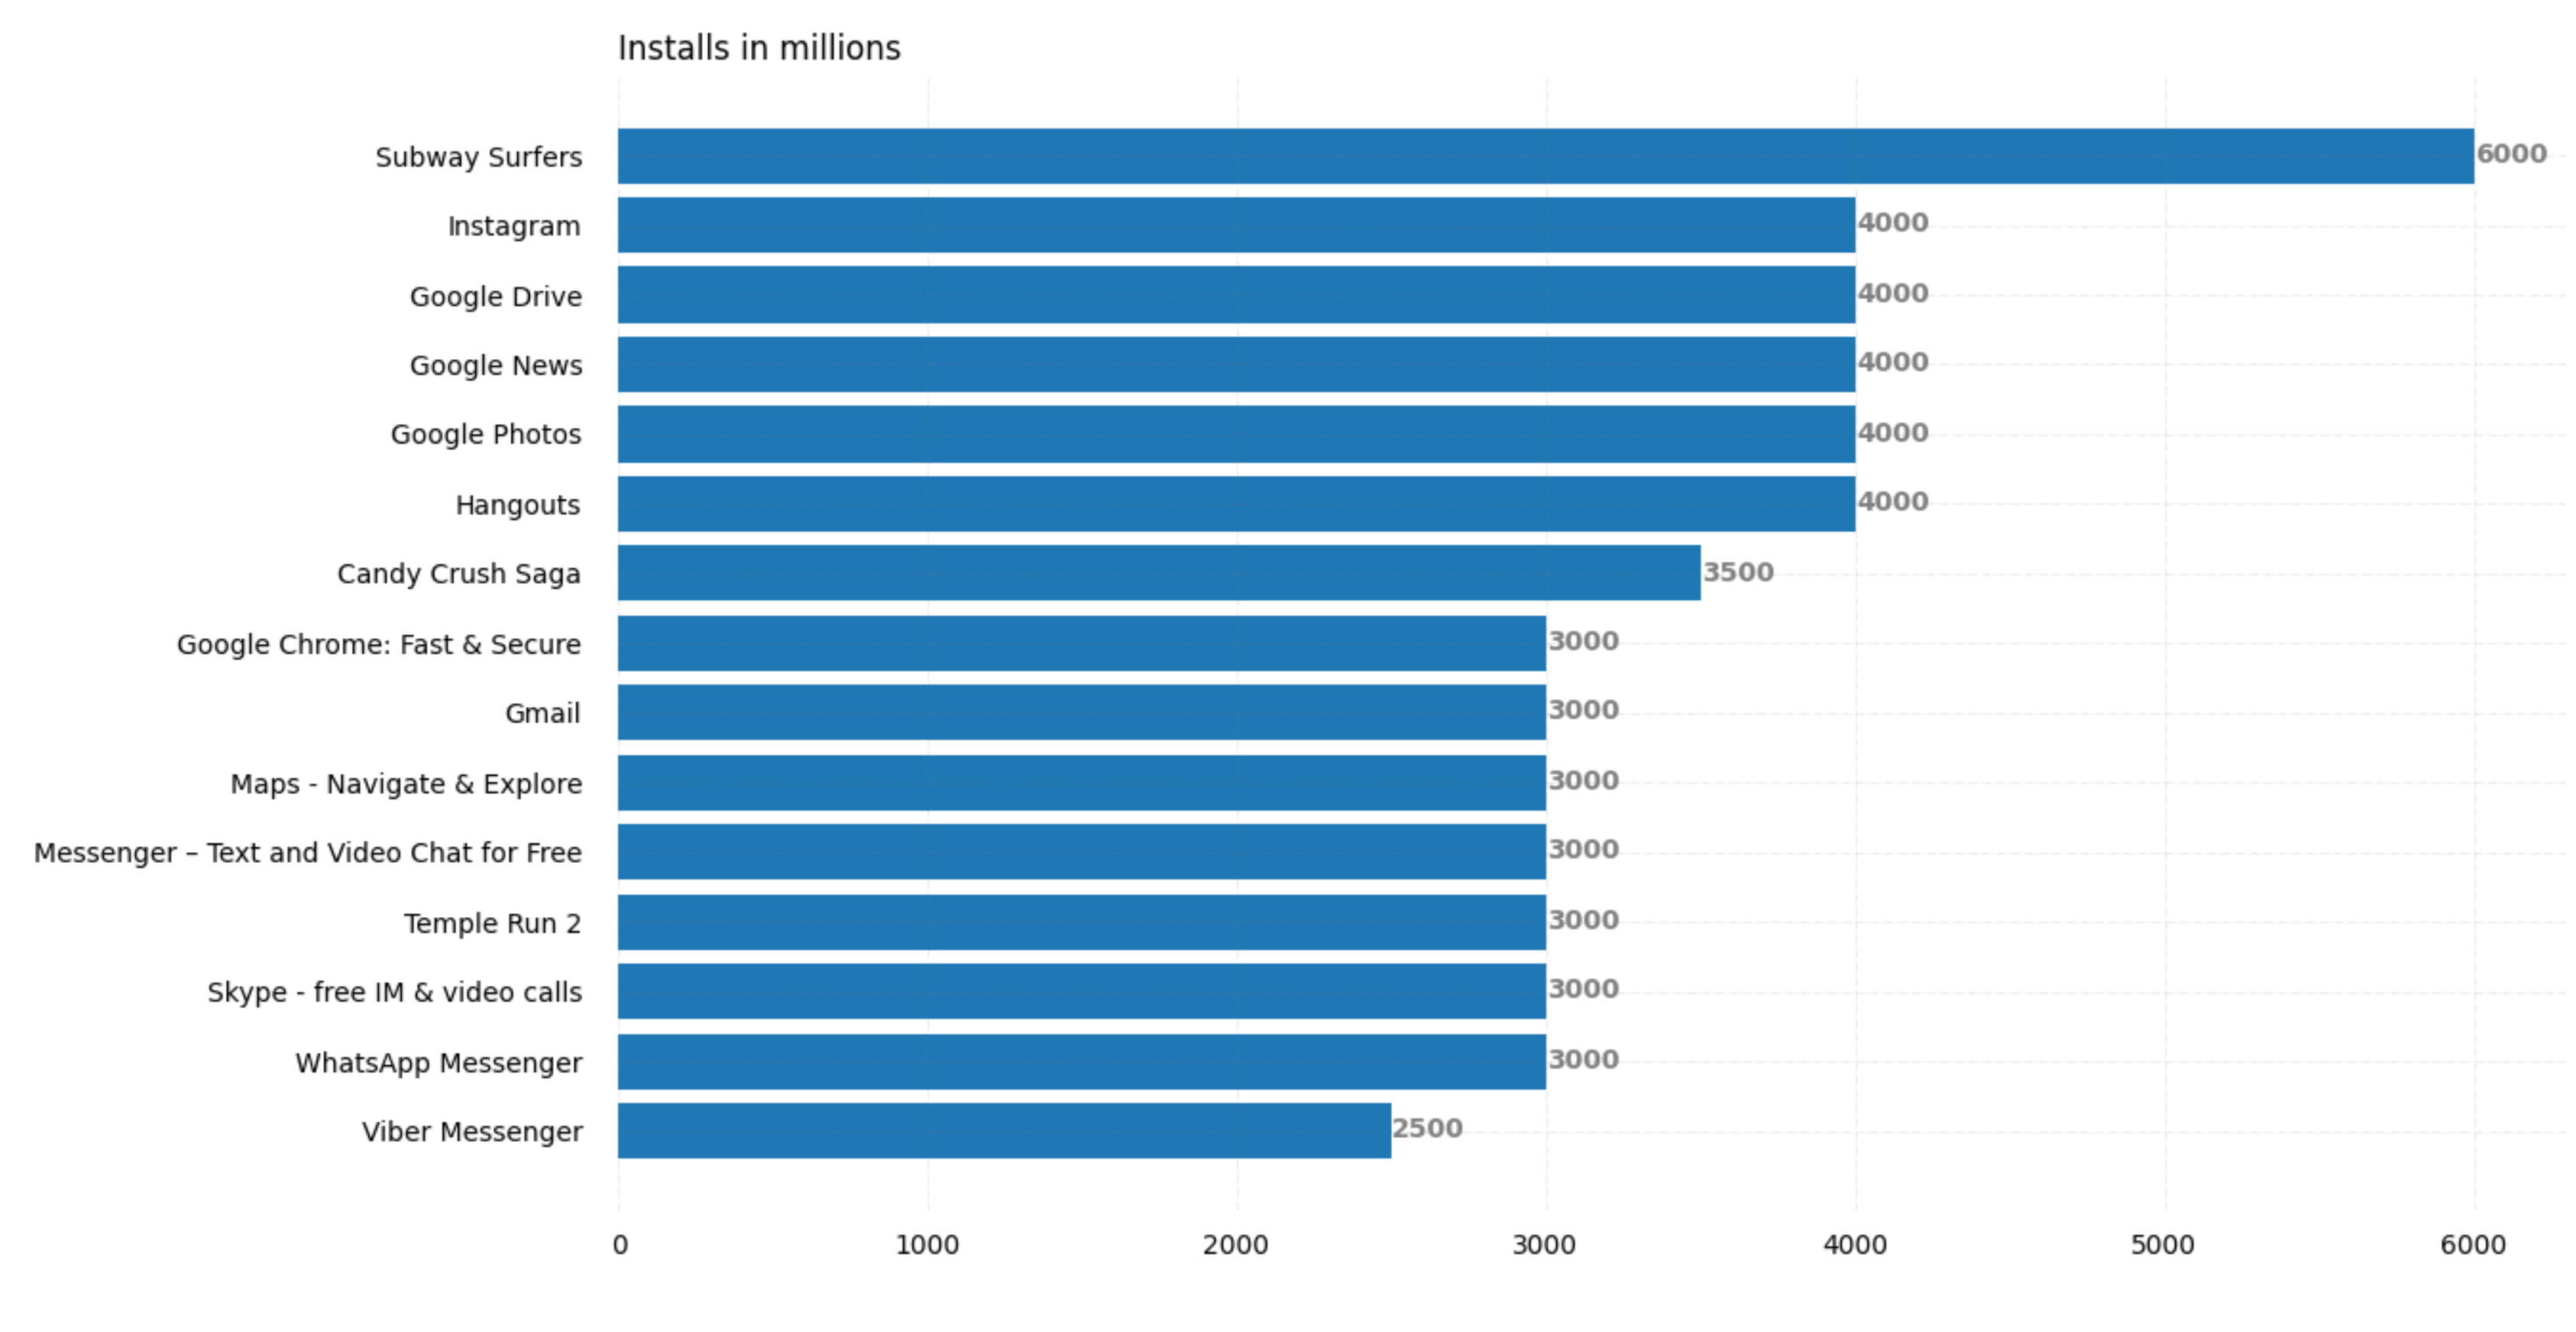 Installs in millions
Subway Surfers 6000
Instagram 4000
Google Drive 4000
Google News 4000
Google Photos 4000
Hangouts 4000
Candy Crush Saga 3500
Google Chrome: Fast & Secure 3000
Gmail 3000
Maps - Navigate & Explore 3000
Messenger – Text and Video Chat for Free 3000
Temple Run 2 3000
Skype - free IM & video calls 3000
WhatsApp Messenger 3000
Viber Messenger 2500
0 1000 2000 3000 4000 5000 6000